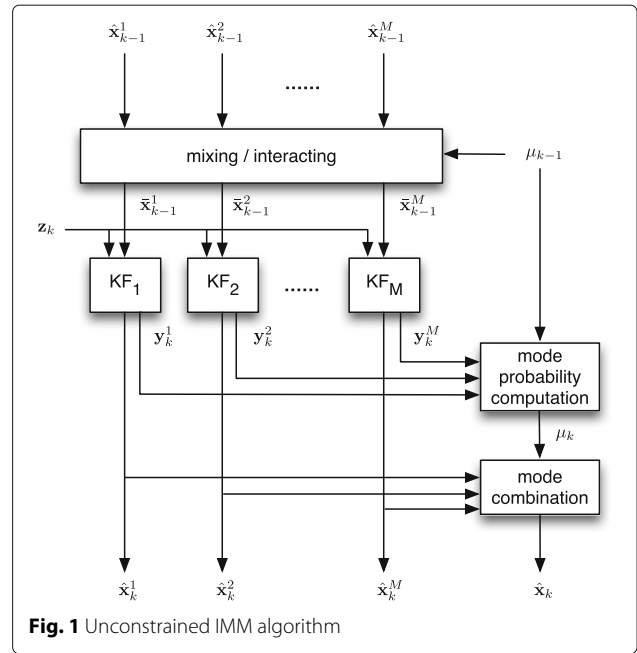 x̂¹ₖ₋₁ x̂²ₖ₋₁ x̂ᴹₖ₋₁
......
mixing / interacting
μₖ₋₁
x̄¹ₖ₋₁ x̄²ₖ₋₁ x̄ᴹₖ₋₁
zₖ
KF₁ KF₂ ...... KF_M
y¹ₖ y²ₖ yᴹₖ
mode
probability
computation
μₖ
mode
combination
x̂¹ₖ x̂²ₖ x̂ᴹₖ x̂ₖ
Fig. 1 Unconstrained IMM algorithm